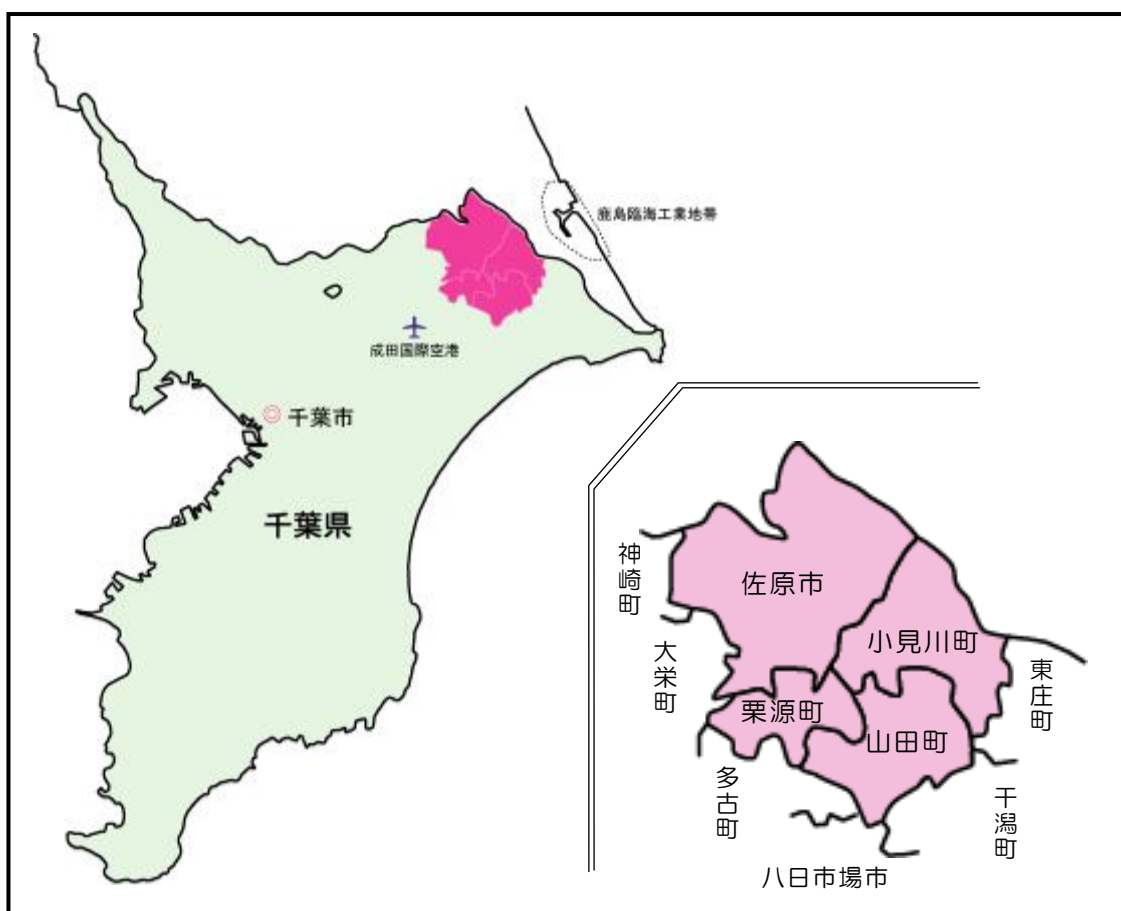 鹿島臨海工業地帯
成田国際空港
千葉市
千葉県
佐原市
神崎町
小見川町
大栄町
東庄町
栗源町
山田町
多古町
干潟町
八日市場市